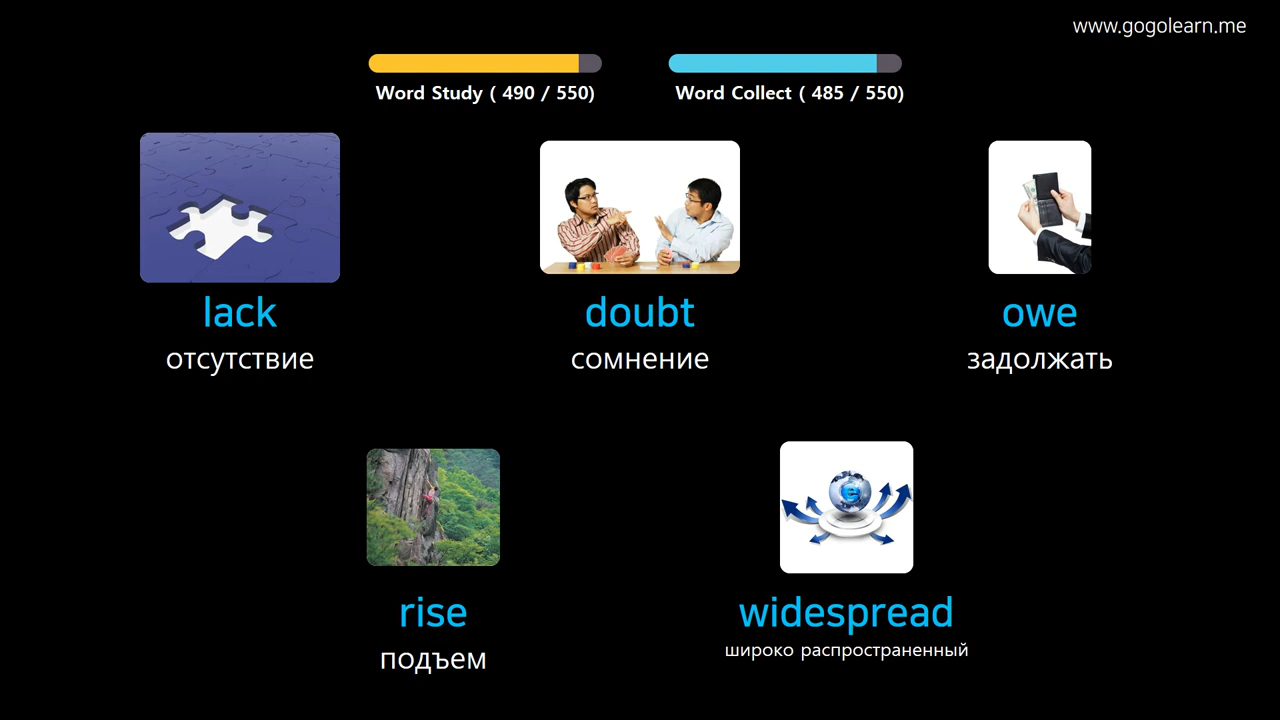 www.gogolearn.me
Word Study ( 490 / 550)
Word Collect ( 485 / 550)
lack
отсутствие
doubt
сомнение
owe
задолжать
rise
подъем
widespread
широко распространенный